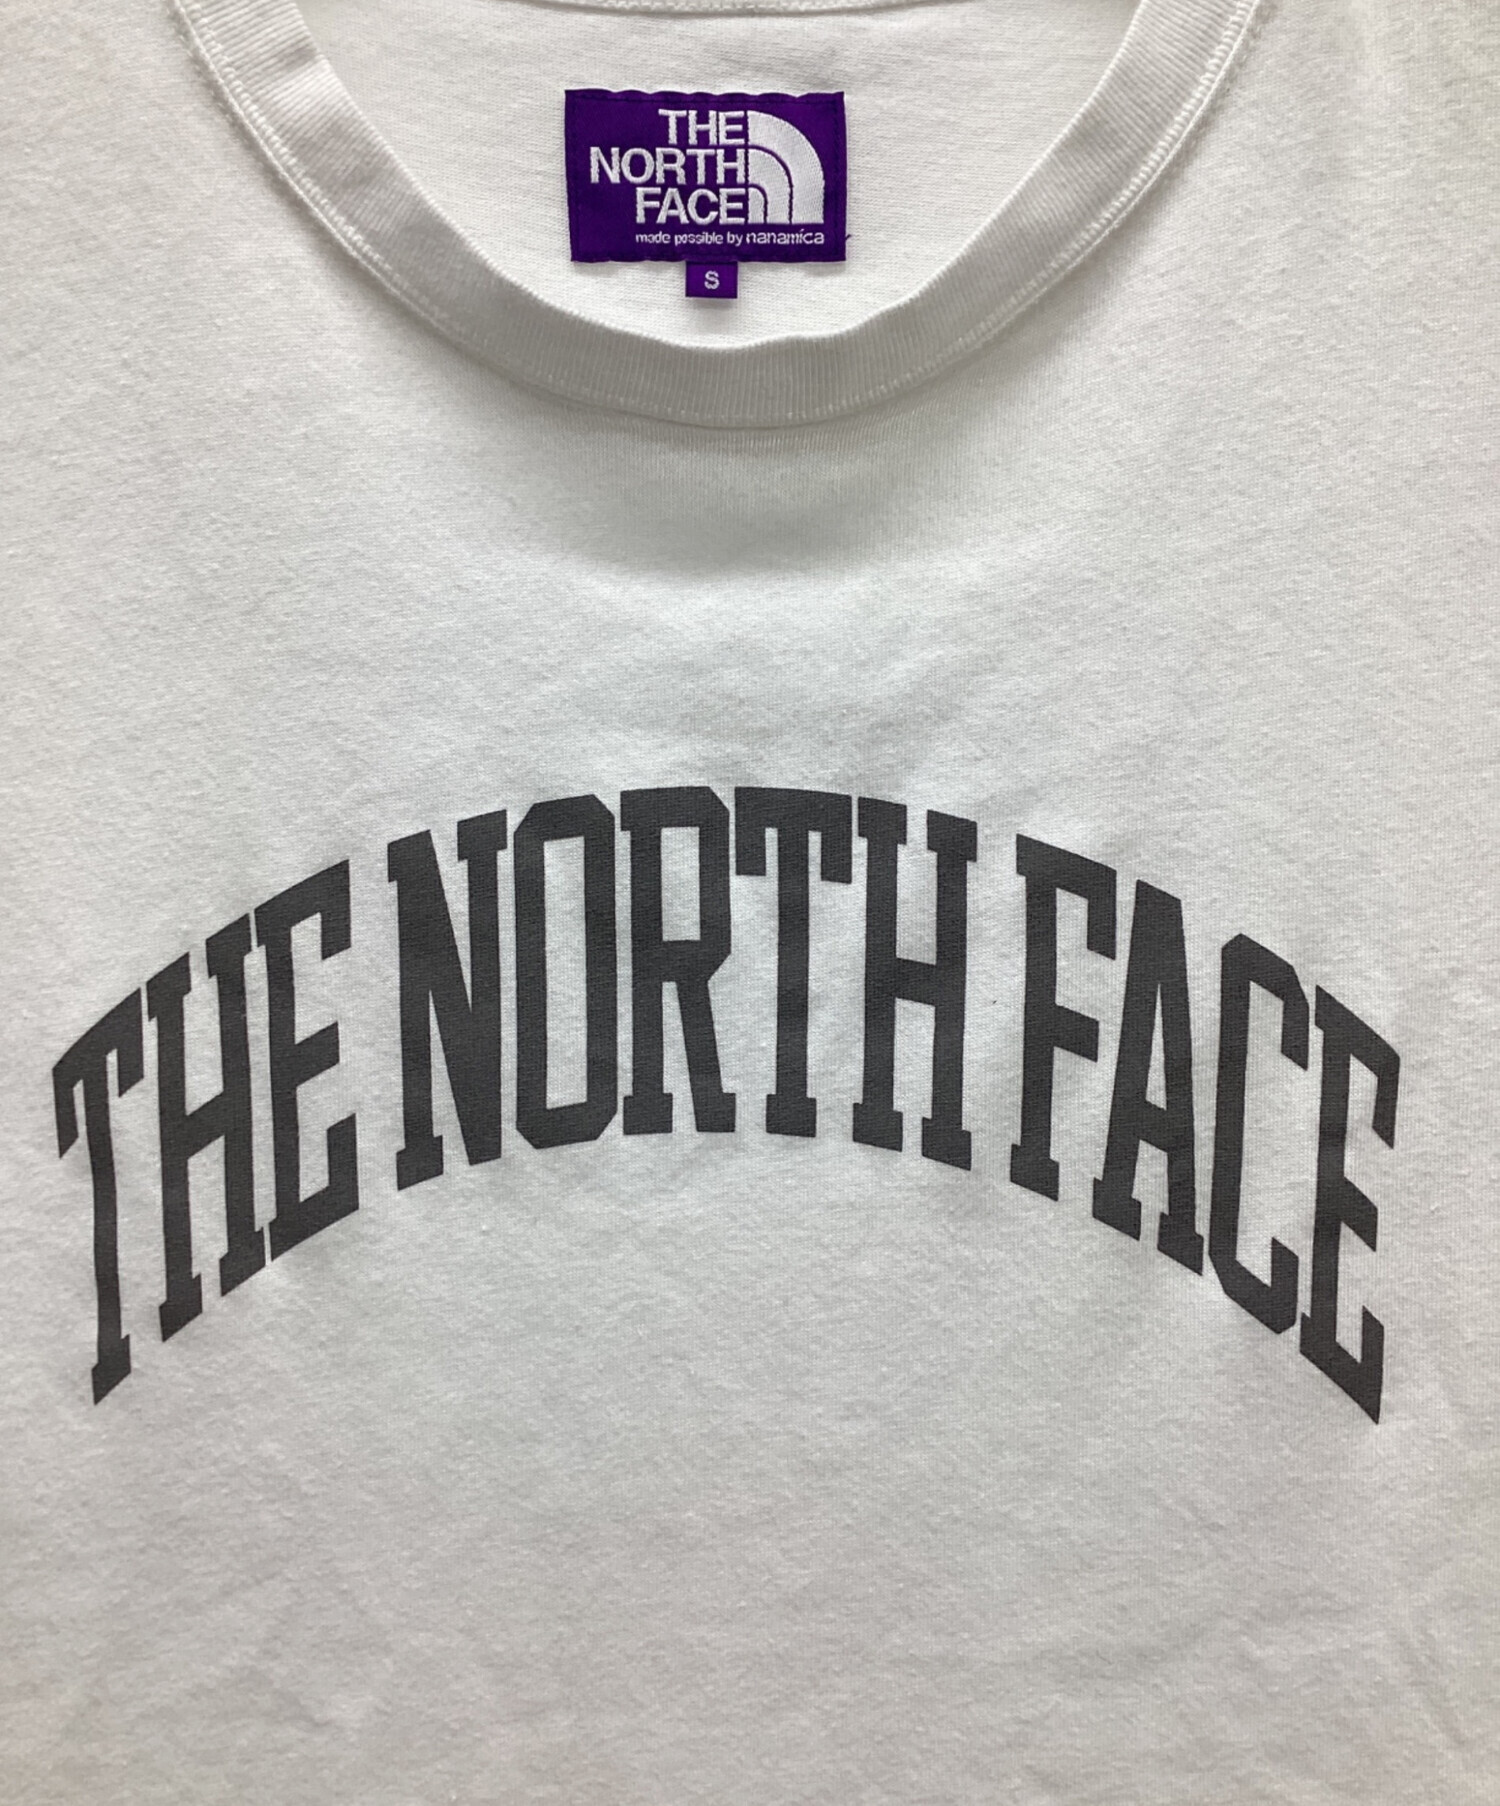 THE
NORTH
FACE
made possible by nanamica
S
THE NORTH FACE